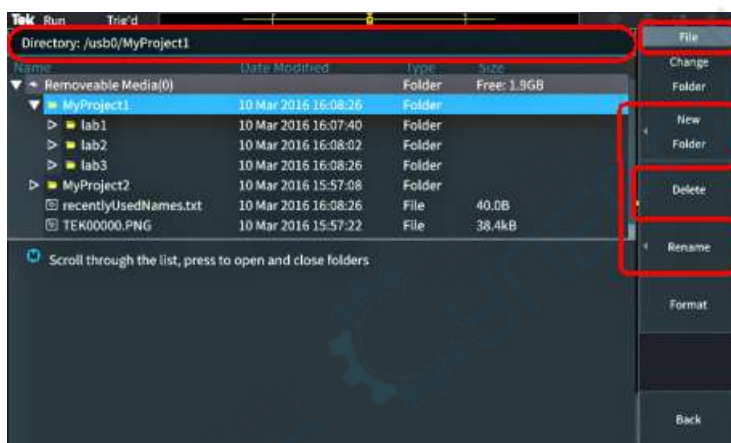 Tek Run Trig'd
Directory: /usb0/MyProject1
Name Date Modified Type Size
Removeable Media(0) Folder Free: 1.9GB
MyProject1 10 Mar 2016 16:08:26 Folder
lab1 10 Mar 2016 16:07:40 Folder
lab2 10 Mar 2016 16:08:02 Folder
lab3 10 Mar 2016 16:08:26 Folder
MyProject2 10 Mar 2016 15:57:08 Folder
recentlyUsedNames.txt 10 Mar 2016 16:08:26 File 40.0B
TEK00000.PNG 10 Mar 2016 15:57:22 File 38.4kB
Scroll through the list, press to open and close folders
File
Change
Folder
New
Folder
Delete
Rename
Format
Back